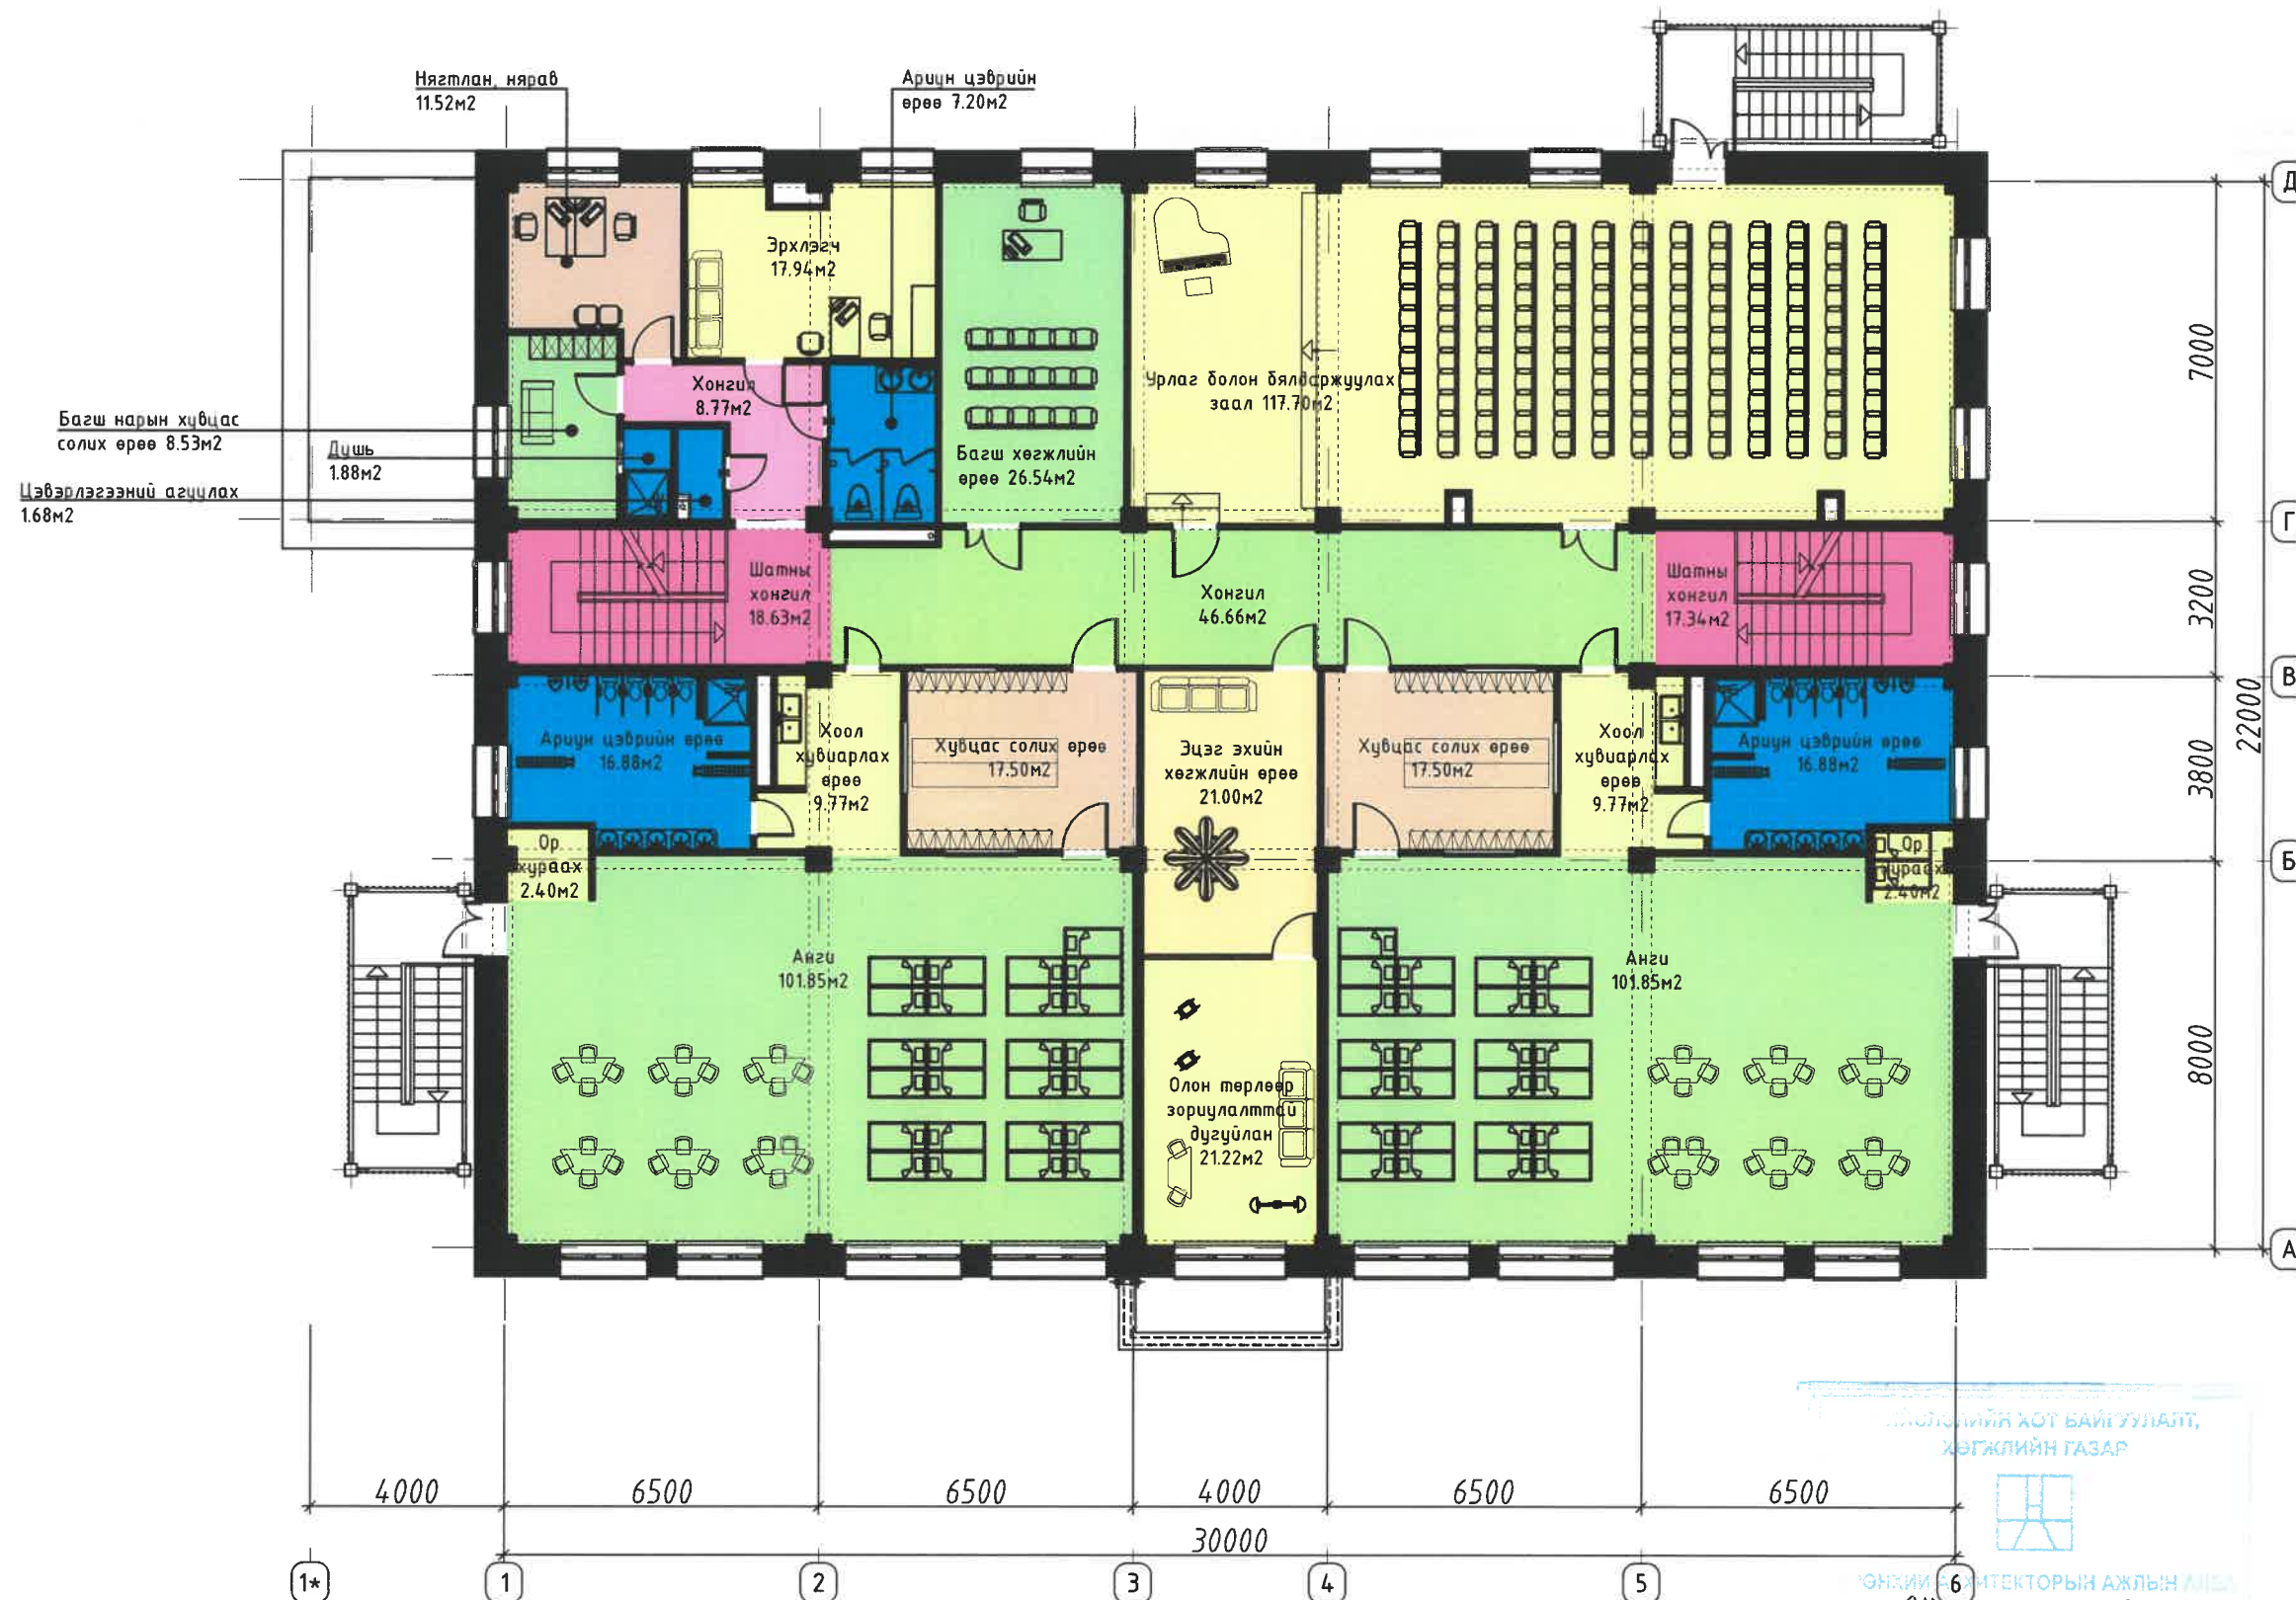 Нягтлан, нярав
11.52м2
Ариун цэврийн
өрөө 7.20м2
Эрхлэгч
17.94м2
Хонгил
8.77м2
Багш нарын хувцас
солих өрөө 8.53м2
Душь
1.88м2
Цэвэрлэгээний агуулах
1.68м2
Багш хөгжлийн
өрөө 26.54м2
Урлаг болон бялдаржуулах
заал 117.70м2
Шатны
хонгил
18.63м2
Хонгил
46.66м2
Шатны
хонгил
17.34м2
Ариун цэврийн өрөө
16.88м2
Хоол
хувиарлах
өрөө
9.77м2
Хувцас солих өрөө
17.50м2
Эцэг эхийн
хөгжлийн өрөө
21.00м2
Хувцас солих өрөө
17.50м2
Хоол
хувиарлах
өрөө
9.77м2
Ариун цэврийн өрөө
16.88м2
Ор
хураах
2.40м2
Ор
хураах
2.40м2
Анги
101.85м2
Анги
101.85м2
Олон төрлөөр
зориулалттай
дугуйлан
21.22м2
Д
7000
Г
3200
В
22000
3800
Б
8000
А
4000 6500 6500 4000 6500 6500
30000
1* 1 2 3 4 5 6
ХОТ БАЙГУУЛАЛТ,
ХӨГЖЛИЙН ГАЗАР
АЖЛЫН